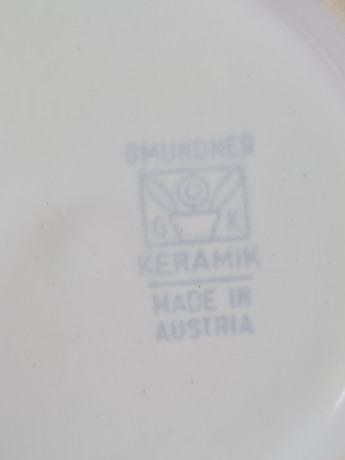 GMUNDNER
G K
KERAMIK
MADE IN
AUSTRIA